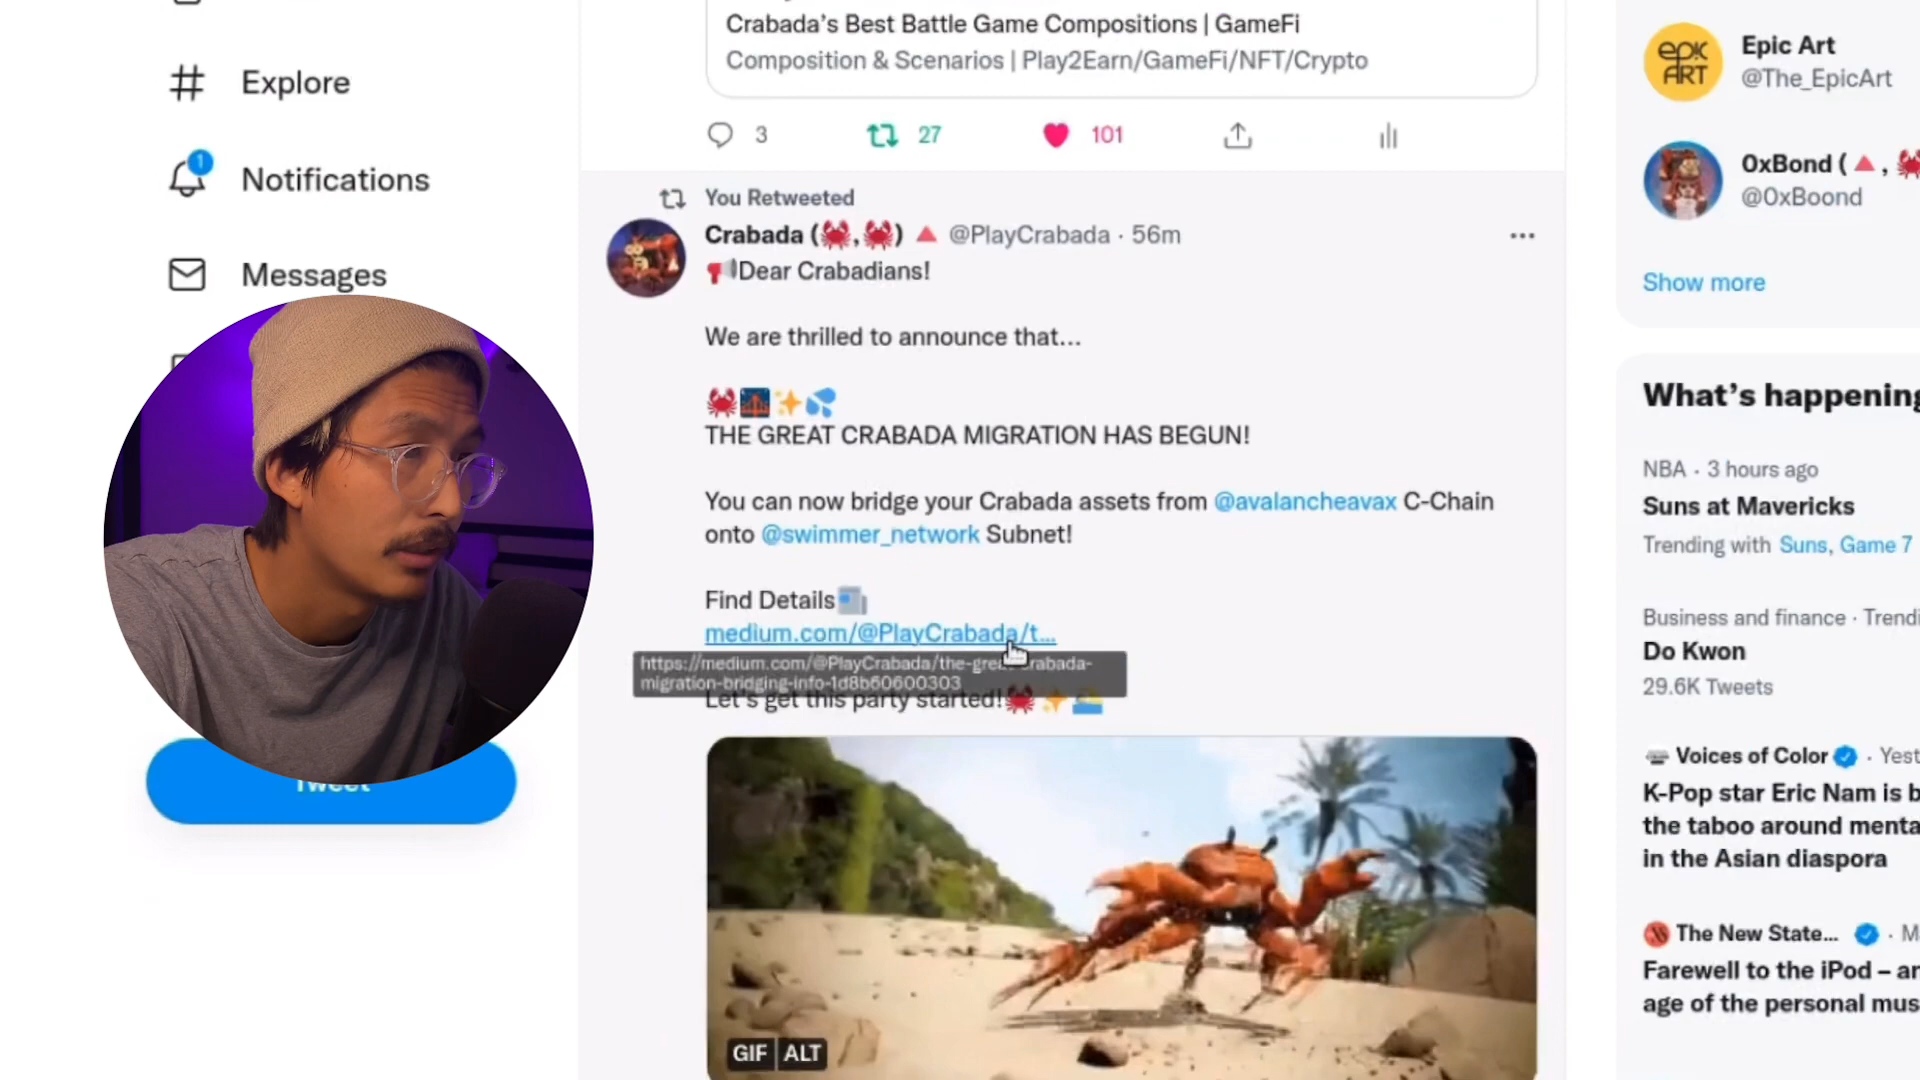 Crabada's Best Battle Game Compositions | GameFi
Composition & Scenarios | Play2Earn/GameFi/NFT/Crypto
3
27
101
Explore
1
Notifications
Messages
Tweet
You Retweeted
Crabada (🦀,🦀) 🔺 @PlayCrabada · 56m
📢Dear Crabadians!
We are thrilled to announce that...
🦀🌉✨💦
THE GREAT CRABADA MIGRATION HAS BEGUN!
You can now bridge your Crabada assets from @avalancheavax C-Chain
onto @swimmer_network Subnet!
Find Details📰
medium.com/@PlayCrabada/t...
https://medium.com/@PlayCrabada/the-great-crabada-
migration-bridging-info-1d8b60600303
Let's get this party started!🦀✨🏊
GIF ALT
epic
ART
Epic Art
@The_EpicArt
0xBond (🔺,🦀
@0xBoond
Show more
What's happening
NBA · 3 hours ago
Suns at Mavericks
Trending with Suns, Game 7
Business and finance · Trendi
Do Kwon
29.6K Tweets
Voices of Color · Yest
K-Pop star Eric Nam is b
the taboo around menta
in the Asian diaspora
The New State... · M
Farewell to the iPod – an
age of the personal mus